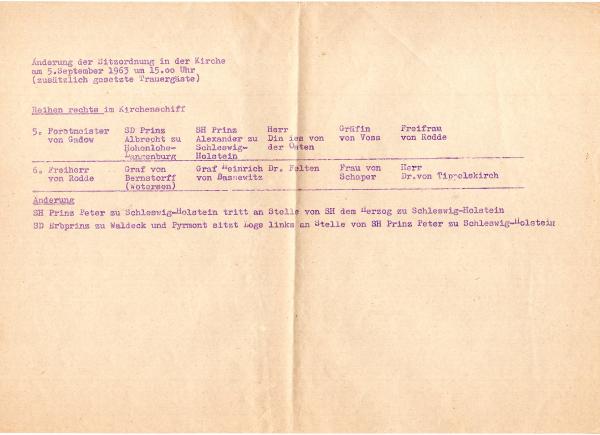 Änderung der Sitzordnung in der Kirche
am 5.September 1963 um 15.00 Uhr
(zusätzlich gesetzte Trauergäste)
Reihen rechts im Kirchenschiff
5. Forstmeister SD Prinz SH Prinz Herr Gräfin Freifrau
von Gadow Albrecht zu Alexander zu Dinnies von von Voss von Rodde
Hohenlohe- Schleswig- der Osten
Langenburg Holstein
6. Freiherr Graf von Graf Heinrich Dr. Felten Frau von Herr
von Rodde Bernstorff von Bassewitz Schaper Dr.von Tippelskirch
(Wotersen)
Änderung
SH Prinz Peter zu Schleswig-Holstein tritt an Stelle von SH dem Herzog zu Schleswig-Holstein
SD Erbprinz zu Waldeck und Pyrmont sitzt Loge links an Stelle von SH Prinz Peter zu Schleswig-Holstein